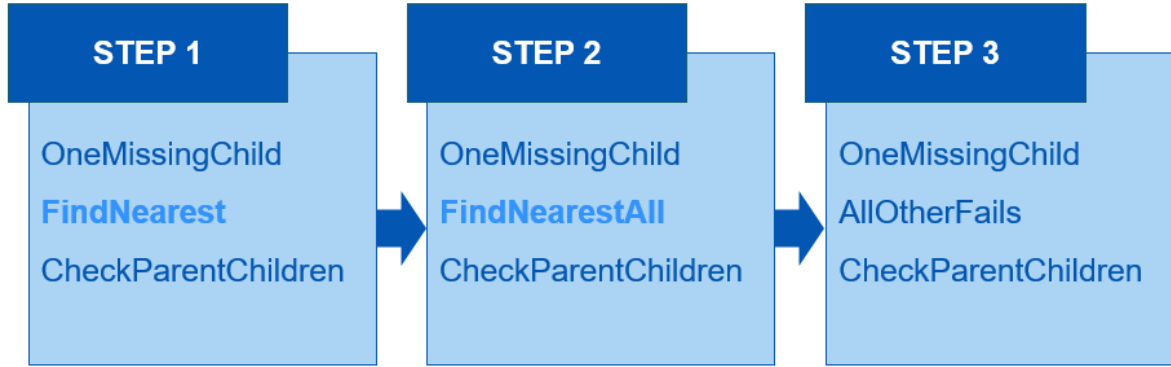 STEP 1
OneMissingChild
FindNearest
CheckParentChildren
STEP 2
OneMissingChild
FindNearestAll
CheckParentChildren
STEP 3
OneMissingChild
AllOtherFails
CheckParentChildren